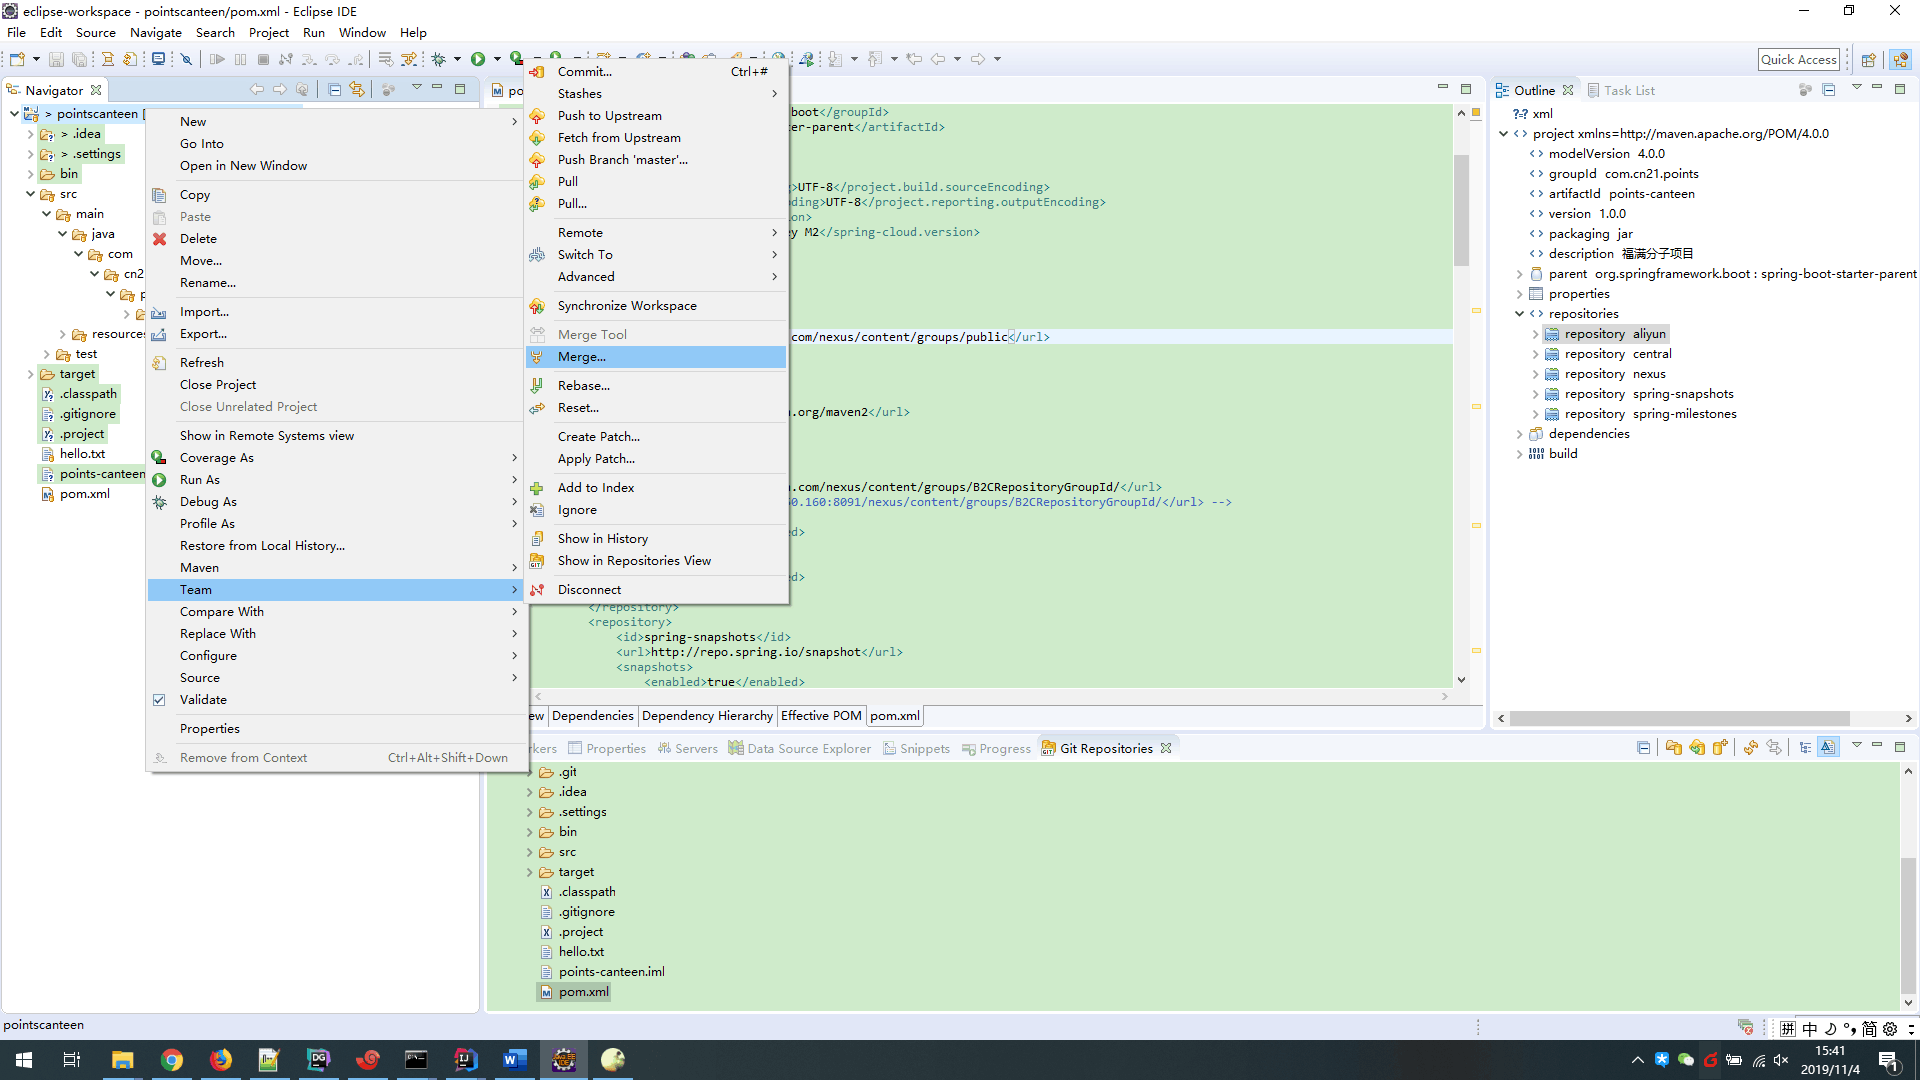 eclipse-workspace - pointscanteen/pom.xml - Eclipse IDE
File Edit Source Navigate Search Project Run Window Help
Quick Access
Navigator
> pointscanteen [
> .idea
> .settings
bin
src
main
java
com
cn2
resources
test
target
.classpath
.gitignore
.project
hello.txt
points-canteen
pom.xml
New
Go Into
Open in New Window
Copy
Paste
Delete
Move...
Rename...
Import...
Export...
Refresh
Close Project
Close Unrelated Project
Show in Remote Systems view
Coverage As
Run As
Debug As
Profile As
Restore from Local History...
Maven
Team
Compare With
Replace With
Configure
Source
Validate
Properties
Remove from Context Ctrl+Alt+Shift+Down
Commit... Ctrl+#
Stashes
Push to Upstream
Fetch from Upstream
Push Branch 'master'...
Pull
Pull...
Remote
Switch To
Advanced
Synchronize Workspace
Merge Tool
Merge...
Rebase...
Reset...
Create Patch...
Apply Patch...
Add to Index
Ignore
Show in History
Show in Repositories View
Disconnect
po
boot</groupId>
ter-parent</artifactId>
>UTF-8</project.build.sourceEncoding>
ding>UTF-8</project.reporting.outputEncoding>
on>
ey M2</spring-cloud.version>
com/nexus/content/groups/public</url>
n.org/maven2</url>
n.com/nexus/content/groups/B2CRepositoryGroupId/</url>
50.160:8091/nexus/content/groups/B2CRepositoryGroupId/</url> -->
ed>
ed>
</repository>
<repository>
<id>spring-snapshots</id>
<url>http://repo.spring.io/snapshot</url>
<snapshots>
<enabled>true</enabled>
ew Dependencies Dependency Hierarchy Effective POM pom.xml
Outline Task List
?? xml
project xmlns=http://maven.apache.org/POM/4.0.0
modelVersion 4.0.0
groupId com.cn21.points
artifactId points-canteen
version 1.0.0
packaging jar
description 福满分子项目
parent org.springframework.boot : spring-boot-starter-parent
properties
repositories
repository aliyun
repository central
repository nexus
repository spring-snapshots
repository spring-milestones
dependencies
build
rkers Properties Servers Data Source Explorer Snippets Progress Git Repositories
.git
.idea
.settings
bin
src
target
.classpath
.gitignore
.project
hello.txt
points-canteen.iml
pom.xml
pointscanteen
拼 中 简
15:41
2019/11/4